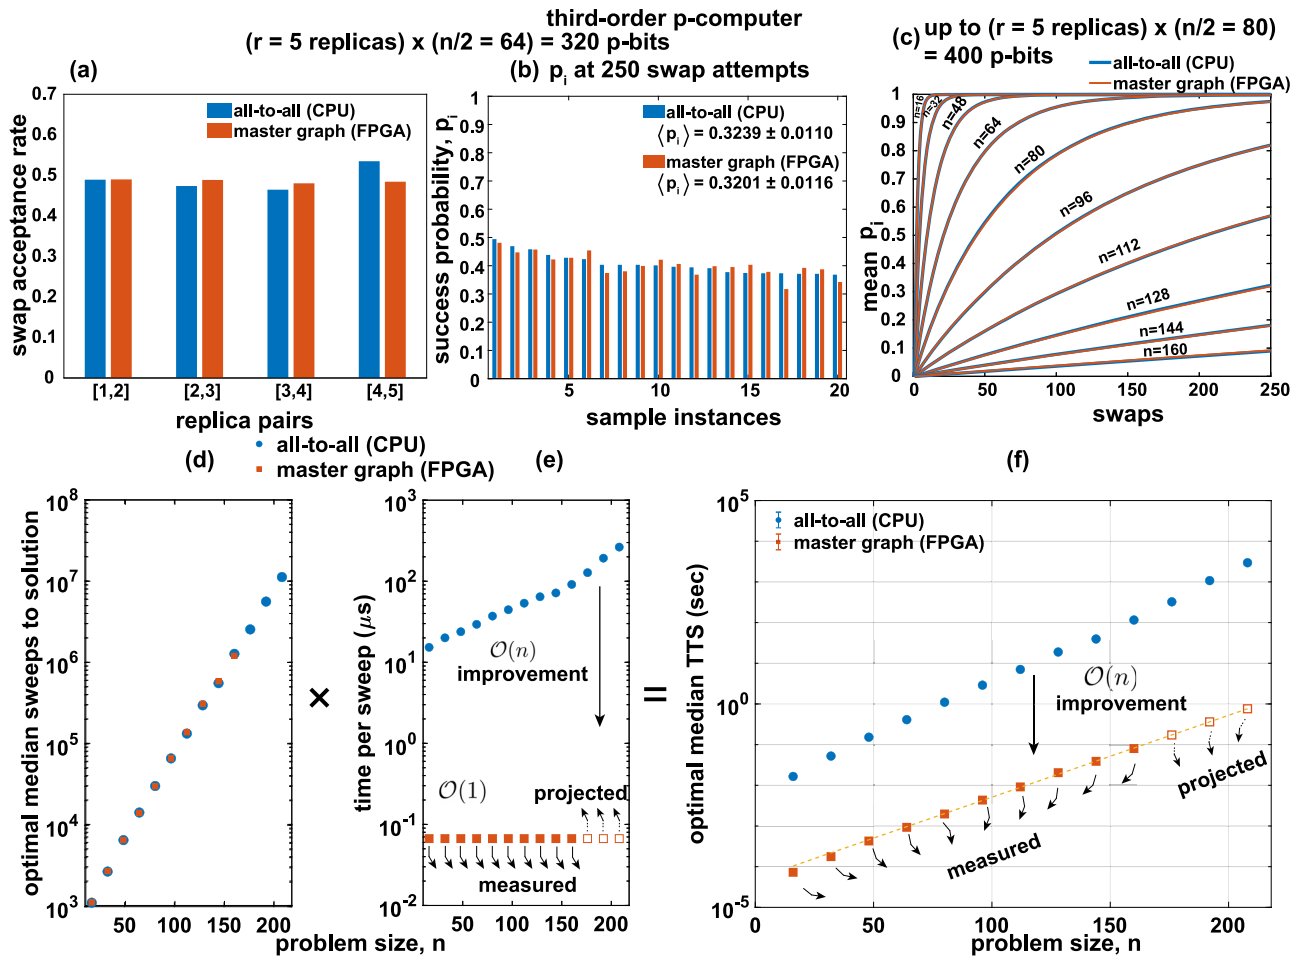 third-order p-computer
(r = 5 replicas) x (n/2 = 64) = 320 p-bits
(a)
0.7
0.6
0.5
0.4
0.3
0.2
0.1
0
swap acceptance rate
all-to-all (CPU)
master graph (FPGA)
[1,2] [2,3] [3,4] [4,5]
replica pairs
(b) p_i at 250 swap attempts
1
0.9
0.8
0.7
0.6
0.5
0.4
0.3
0.2
0.1
0
success probability, p_i
all-to-all (CPU)
⟨p_i⟩ = 0.3239 ± 0.0110
master graph (FPGA)
⟨p_i⟩ = 0.3201 ± 0.0116
5 10 15 20
sample instances
(c) up to (r = 5 replicas) x (n/2 = 80)
= 400 p-bits
all-to-all (CPU)
master graph (FPGA)
1
0.9
0.8
0.7
0.6
0.5
0.4
0.3
0.2
0.1
0
mean p_i
n=16
n=32
n=48
n=64
n=80
n=96
n=112
n=128
n=144
n=160
0 50 100 150 200 250
swaps
all-to-all (CPU)
master graph (FPGA)
(d)
10^8
10^7
10^6
10^5
10^4
10^3
optimal median sweeps to solution
50 100 150 200
problem size, n
×
(e)
10^3
10^2
10^1
10^0
10^-1
10^-2
time per sweep (μs)
O(n)
improvement
O(1)
projected
measured
50 100 150 200
=
(f)
10^5
10^0
10^-5
optimal median TTS (sec)
all-to-all (CPU)
master graph (FPGA)
O(n)
improvement
projected
measured
0 50 100 150 200
problem size, n